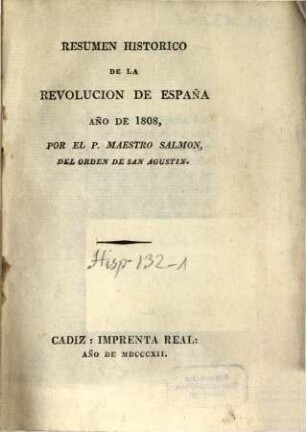 RESUMEN HISTORICO
DE LA
REVOLUCION DE ESPAÑA
AÑO DE 1808,
POR EL P. MAESTRO SALMON,
DEL ORDEN DE SAN AGUSTIN.
Hisp-132-1
CADIZ: IMPRENTA REAL:
AÑO DE MDCCCXII.